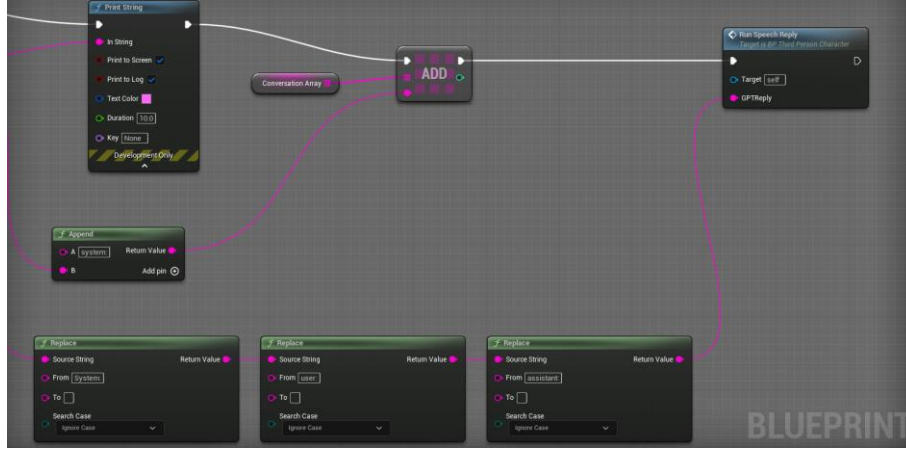 f Print String
In String
Print to Screen
Print to Log
Text Color
Duration 10.0
Key None
Development Only
Conversation Array
ADD
Run Speech Reply
Target is BP Third Person Character
Target self
GPTReply
f Append
A system: Return Value
B Add pin
f Replace
Source String Return Value
From System:
To
Search Case
Ignore Case
f Replace
Source String Return Value
From user:
To
Search Case
Ignore Case
f Replace
Source String Return Value
From assistant:
To
Search Case
Ignore Case
BLUEPRINT